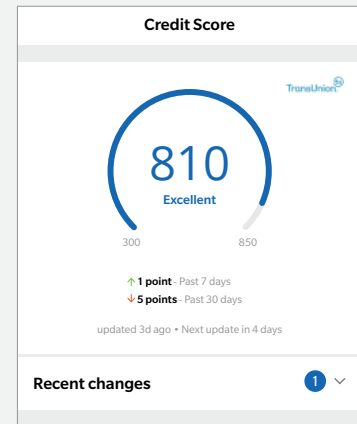 Credit Score
TransUnion
810
Excellent
300
850
↑ 1 point - Past 7 days
↓ 5 points - Past 30 days
updated 3d ago • Next update in 4 days
Recent changes
1